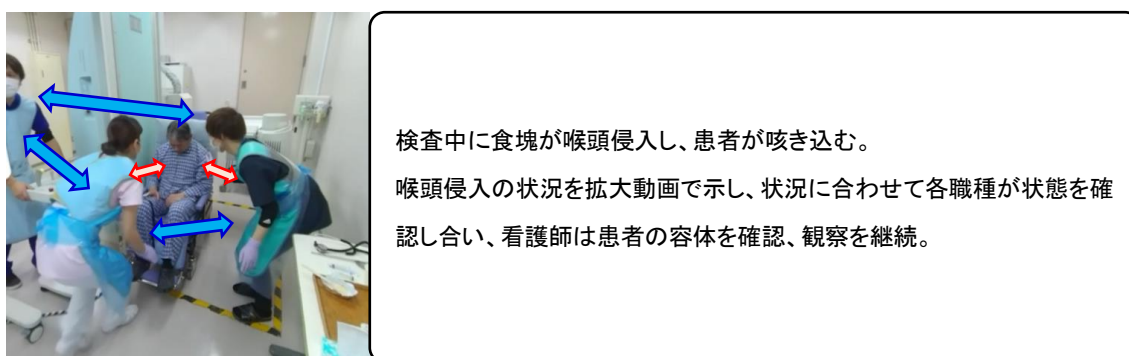 検査中に食塊が喉頭侵入し、患者が咳き込む。
喉頭侵入の状況を拡大動画で示し、状況に合わせて各職種が状態を確
認し合い、看護師は患者の容体を確認、観察を継続。